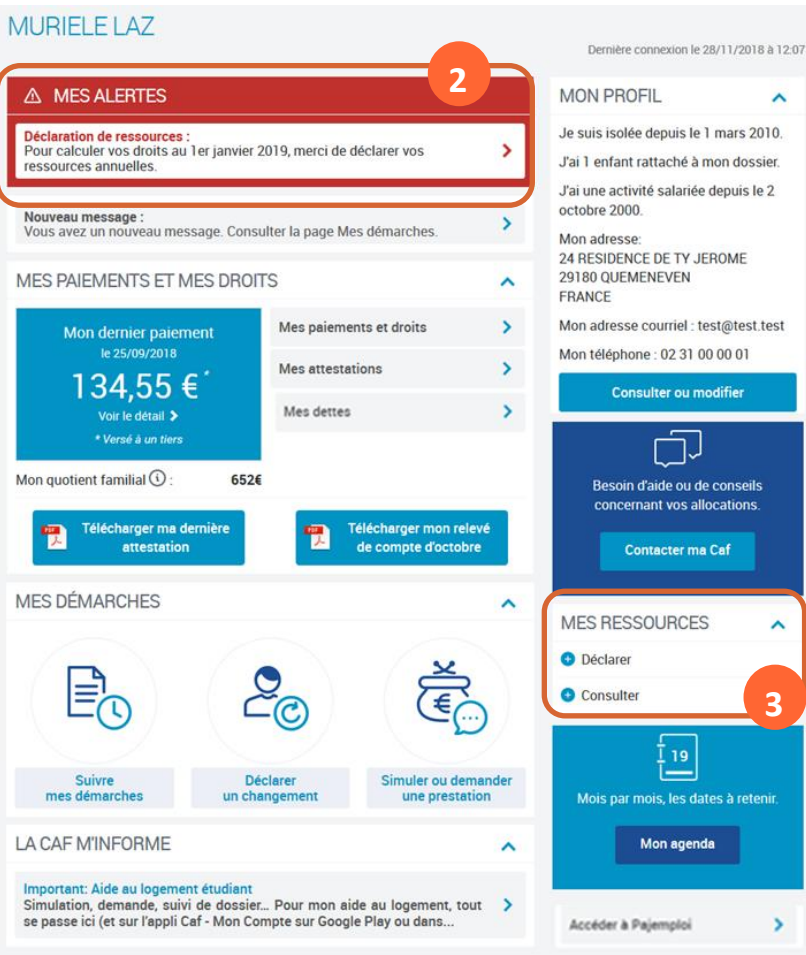 MURIELE LAZ
Dernière connexion le 28/11/2018 à 12:07
2
MES ALERTES
Déclaration de ressources :
Pour calculer vos droits au 1er janvier 2019, merci de déclarer vos
ressources annuelles.
Nouveau message :
Vous avez un nouveau message. Consulter la page Mes démarches.
MES PAIEMENTS ET MES DROITS
Mon dernier paiement
le 25/09/2018
134,55 € *
Voir le détail
* Versé à un tiers
Mes paiements et droits
Mes attestations
Mes dettes
Mon quotient familial i : 652€
PDF
Télécharger ma dernière
attestation
PDF
Télécharger mon relevé
de compte d'octobre
MES DÉMARCHES
Suivre
mes démarches
Déclarer
un changement
Simuler ou demander
une prestation
LA CAF M'INFORME
Important: Aide au logement étudiant
Simulation, demande, suivi de dossier... Pour mon aide au logement, tout
se passe ici (et sur l'appli Caf - Mon Compte sur Google Play ou dans...
MON PROFIL
Je suis isolée depuis le 1 mars 2010.
J'ai 1 enfant rattaché à mon dossier.
J'ai une activité salariée depuis le 2
octobre 2000.
Mon adresse:
24 RESIDENCE DE TY JEROME
29180 QUEMENEVEN
FRANCE
Mon adresse courriel : test@test.test
Mon téléphone : 02 31 00 00 01
Consulter ou modifier
Besoin d'aide ou de conseils
concernant vos allocations.
Contacter ma Caf
MES RESSOURCES
Déclarer
Consulter
3
19
Mois par mois, les dates à retenir.
Mon agenda
Accéder à Pajemploi